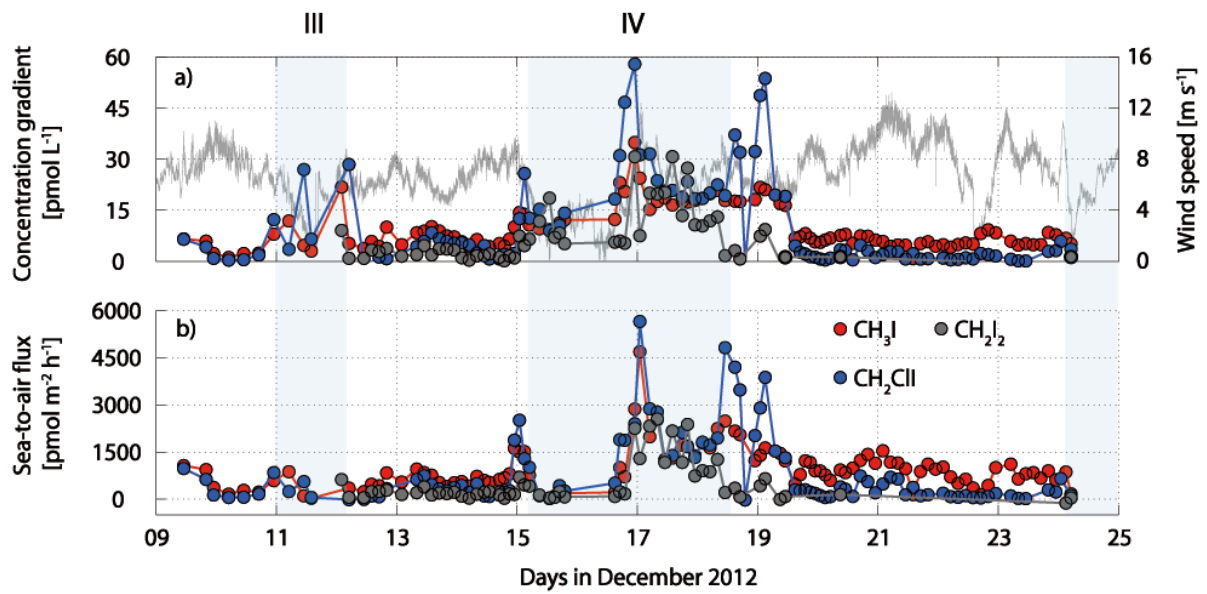 III IV
a)
Concentration gradient
[pmol L⁻¹]
60
45
30
15
0
16
12
8
4
0
Wind speed [m s⁻¹]
b)
Sea-to-air flux
[pmol m⁻² h⁻¹]
6000
4500
3000
1500
0
CH₃I CH₂I₂
CH₂ClI
09 11 13 15 17 19 21 23 25
Days in December 2012